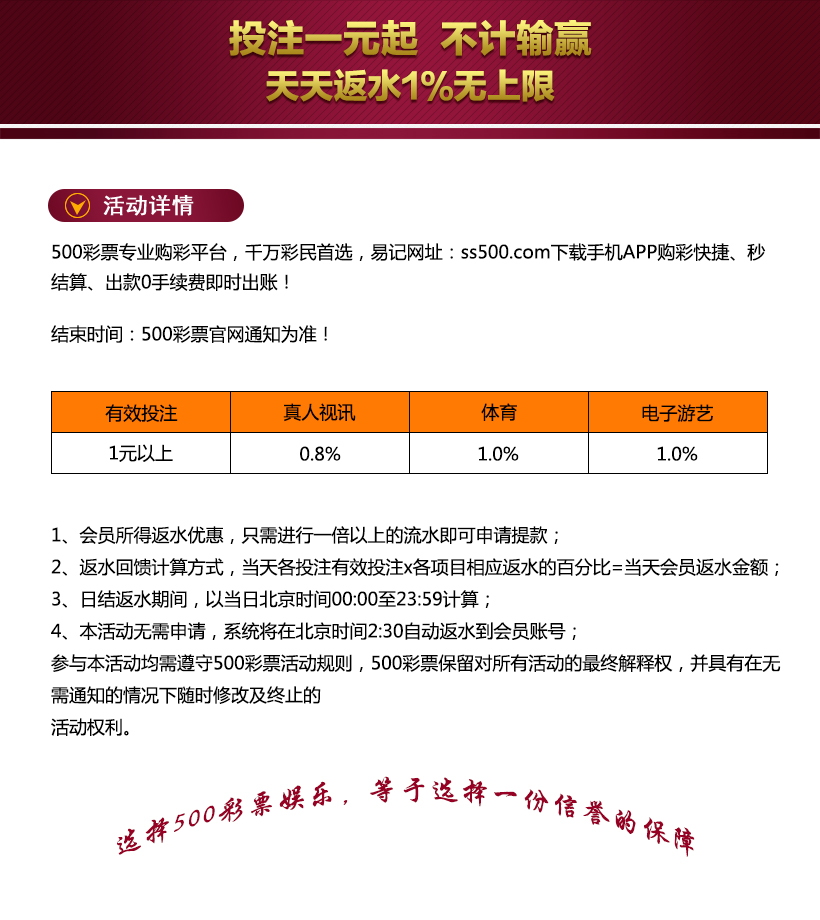 投注一元起 不计输赢
天天返水1%无上限
活动详情
500彩票专业购彩平台，千万彩民首选，易记网址：ss500.com下载手机APP购彩快捷、秒
结算、出款0手续费即时出账！
结束时间：500彩票官网通知为准！
有效投注 真人视讯 体育 电子游艺
1元以上 0.8% 1.0% 1.0%
1、会员所得返水优惠，只需进行一倍以上的流水即可申请提款；
2、返水回馈计算方式，当天各投注有效投注x各项目相应返水的百分比=当天会员返水金额；
3、日结返水期间，以当日北京时间00:00至23:59计算；
4、本活动无需申请，系统将在北京时间2:30自动返水到会员账号；
参与本活动均需遵守500彩票活动规则，500彩票保留对所有活动的最终解释权，并具有在无
需通知的情况下随时修改及终止的
活动权利。
选择500彩票娱乐，等于选择一份信誉的保障